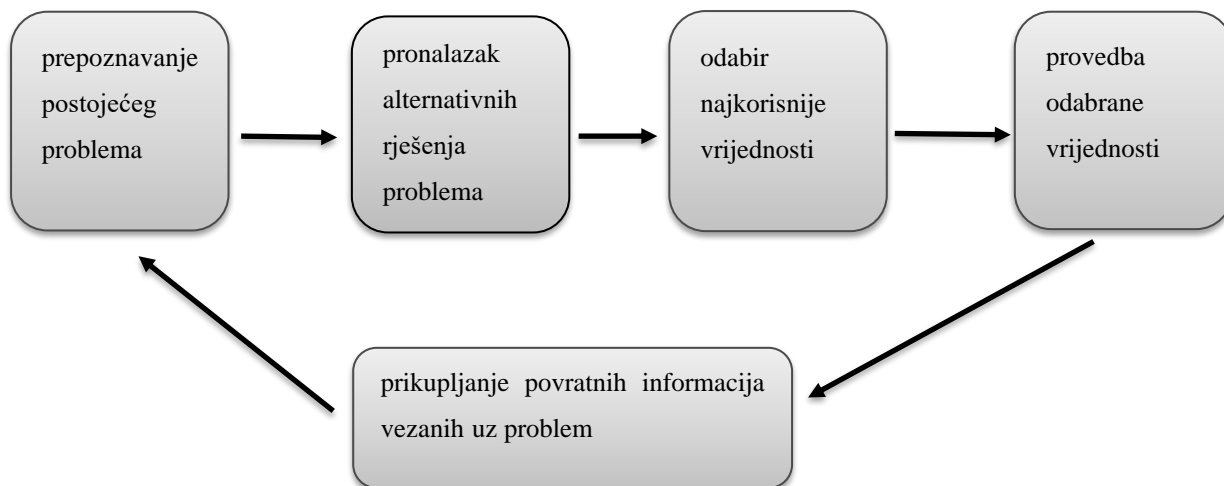 prepoznavanje
postojećeg
problema
pronalazak
alternativnih
rješenja
problema
odabir
najkorisnije
vrijednosti
provedba
odabrane
vrijednosti
prikupljanje povratnih informacija
vezanih uz problem